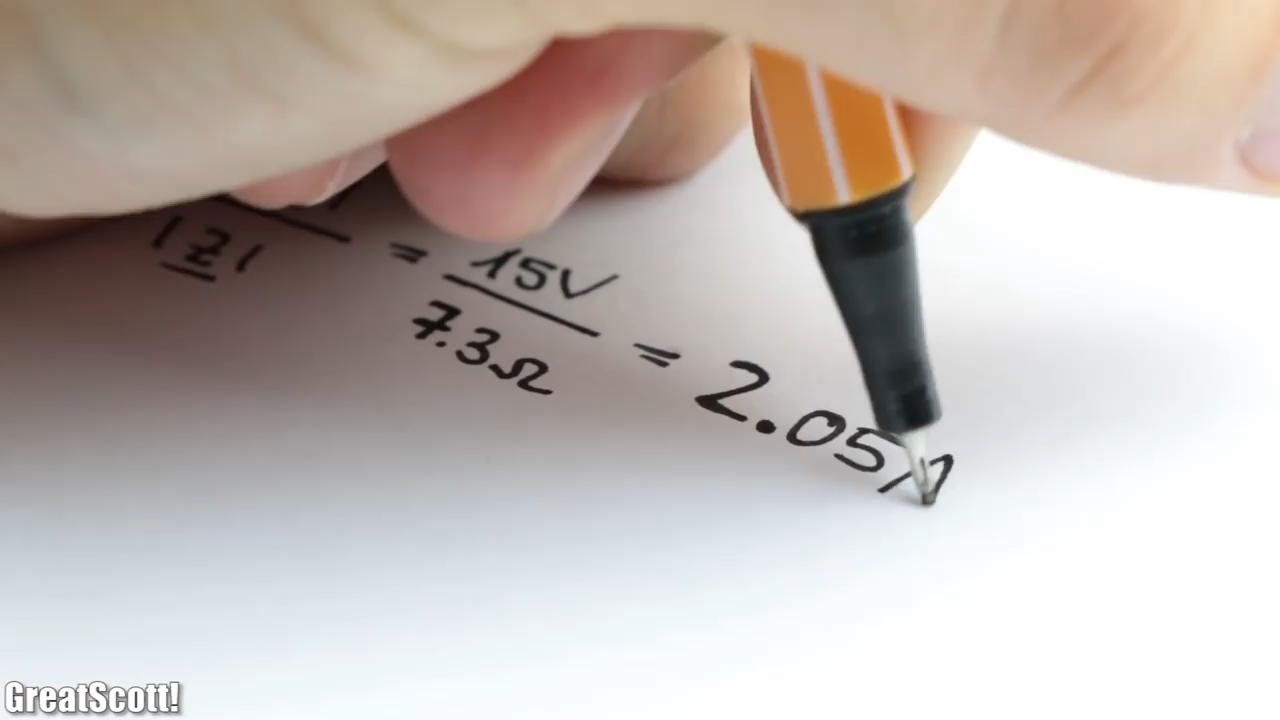 |Z| = 15V / 7.3Ω = 2.05A
GreatScott!